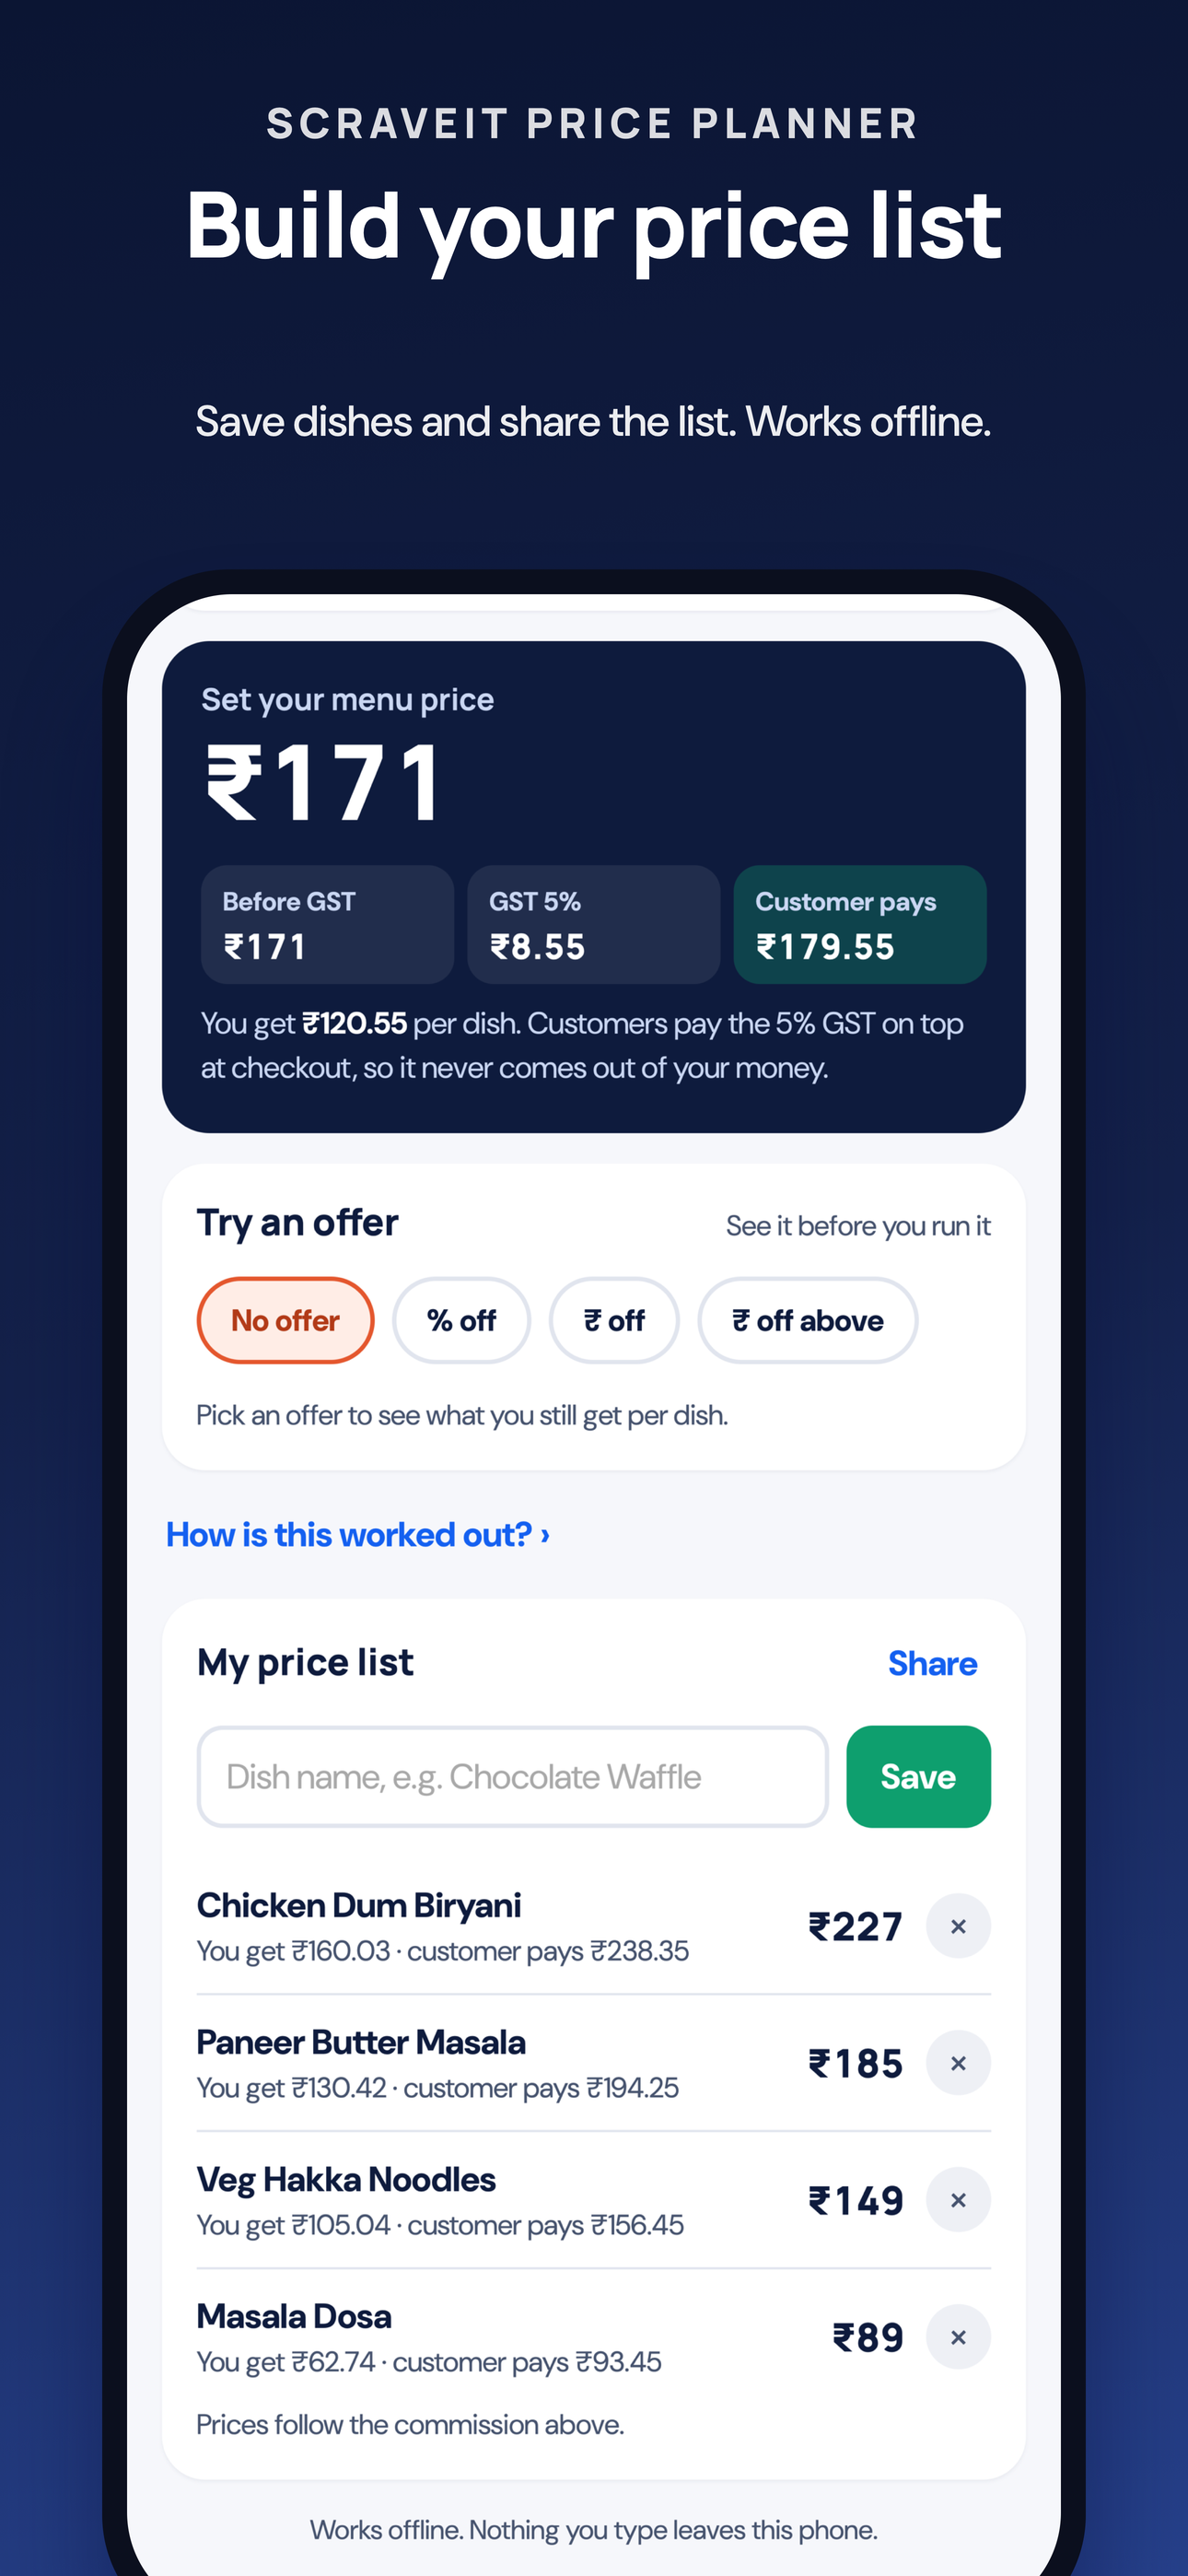 SCRAVEIT PRICE PLANNER
Build your price list
Save dishes and share the list. Works offline.
Set your menu price
₹171
Before GST
₹171
GST 5%
₹8.55
Customer pays
₹179.55
You get ₹120.55 per dish. Customers pay the 5% GST on top
at checkout, so it never comes out of your money.
Try an offer
See it before you run it
No offer
% off
₹ off
₹ off above
Pick an offer to see what you still get per dish.
How is this worked out? ›
My price list
Share
Dish name, e.g. Chocolate Waffle
Save
Chicken Dum Biryani
You get ₹160.03 · customer pays ₹238.35
₹227
×
Paneer Butter Masala
You get ₹130.42 · customer pays ₹194.25
₹185
×
Veg Hakka Noodles
You get ₹105.04 · customer pays ₹156.45
₹149
×
Masala Dosa
You get ₹62.74 · customer pays ₹93.45
₹89
×
Prices follow the commission above.
Works offline. Nothing you type leaves this phone.